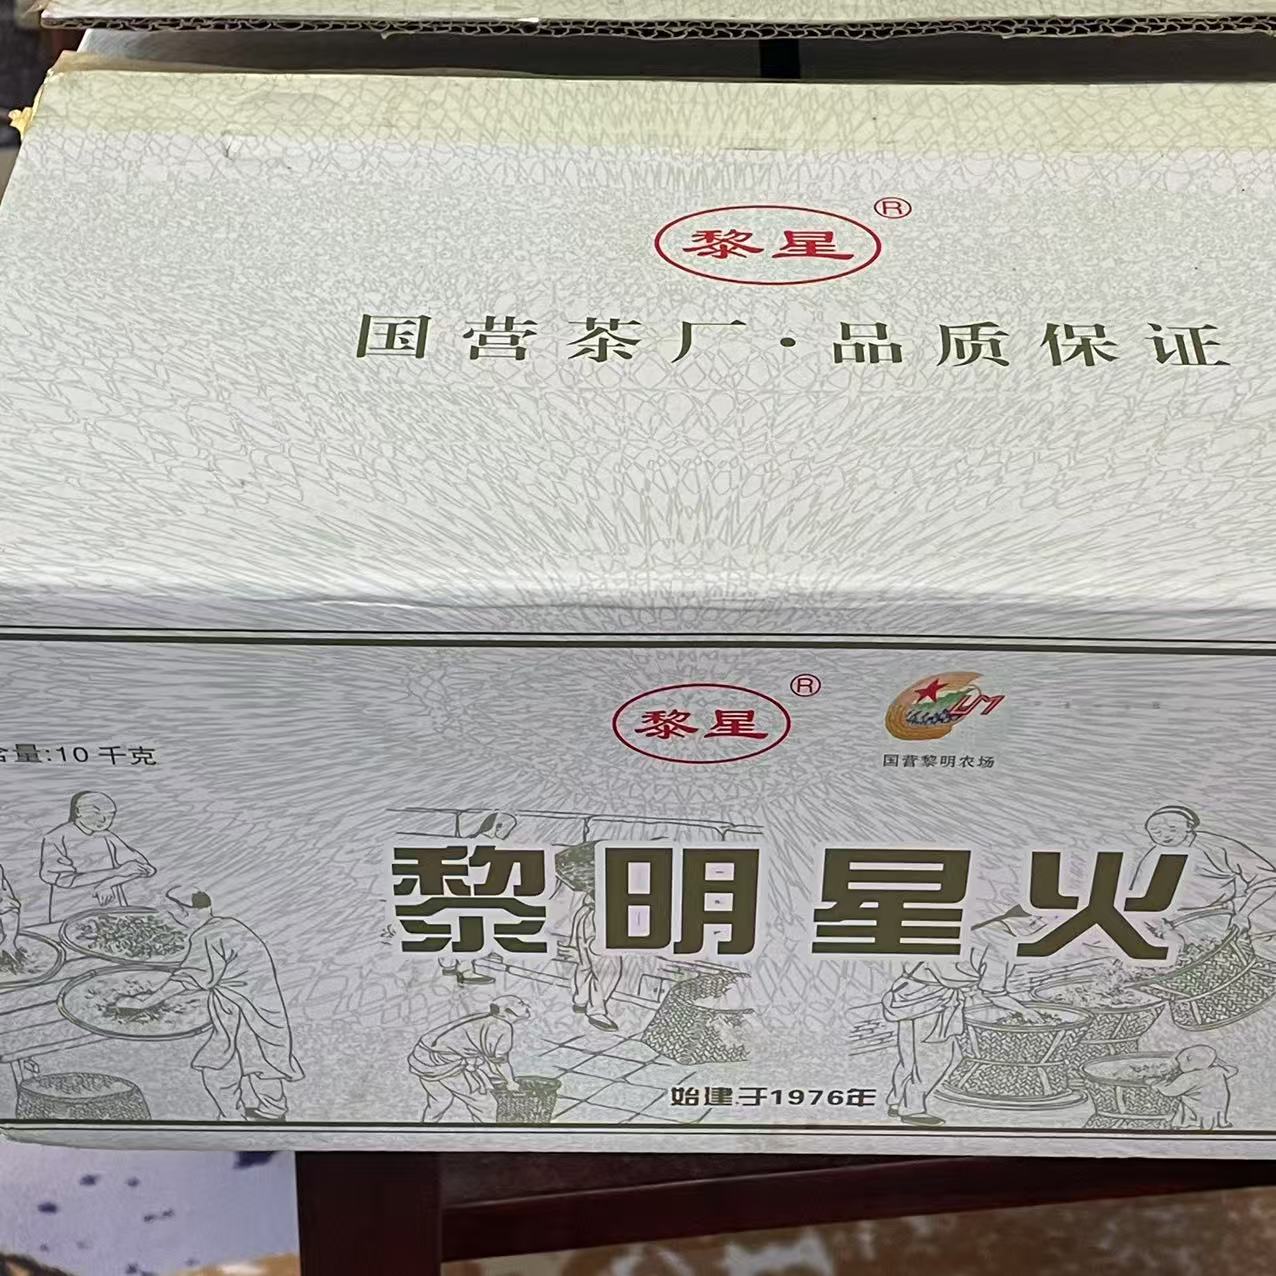 黎星®
国营茶厂·品质保证
黎星®
含量:10千克
国营黎明农场
黎明星火
始建于1976年